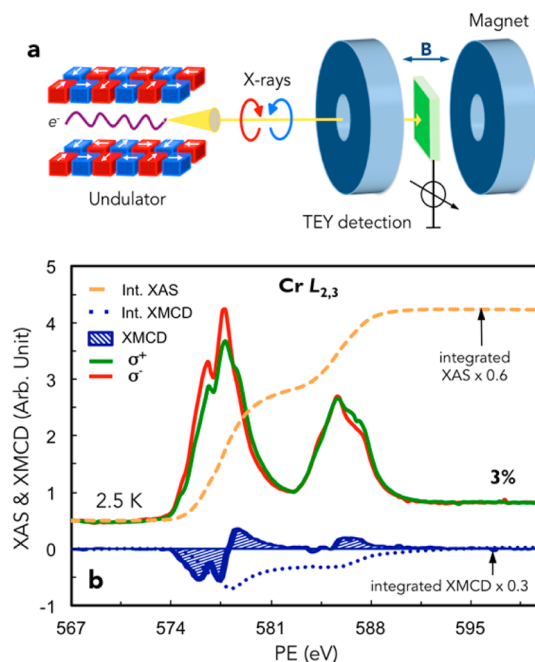 a
Magnet
B
X-rays
e-
Undulator
TEY detection
5
4
3
2
1
0
-1
XAS & XMCD (Arb. Unit)
Int. XAS
Int. XMCD
XMCD
σ+
σ-
Cr L2,3
integrated
XAS x 0.6
3%
2.5 K
b
integrated XMCD x 0.3
567 574 581 588 595
PE (eV)